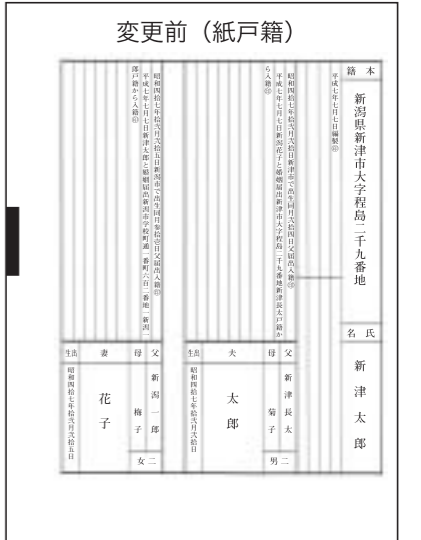 変更前（紙戸籍）
本籍
新潟県新津市大字程島二千九番地
氏名
新津太郎
平成七年七月七日編製㊞
昭和四拾七年拾弐月弐拾日新津市で出生同月弐拾四日父届出入籍㊞
平成七年七月七日新潟花子と婚姻届出新津市大字程島二千九番地新津長太戸籍か
ら入籍㊞
父
新津長太
母
菊子
二男
夫
太郎
出生
昭和四拾七年拾弐月弐拾日
昭和四拾七年拾弐月弐拾五日新潟市で出生同月参拾壱日父届出入籍㊞
平成七年七月七日新津太郎と婚姻届出新潟市学校町通一番町六百二番地一新潟一
郎戸籍から入籍㊞
父
新潟一郎
母
梅子
二女
妻
花子
出生
昭和四拾七年拾弐月弐拾五日